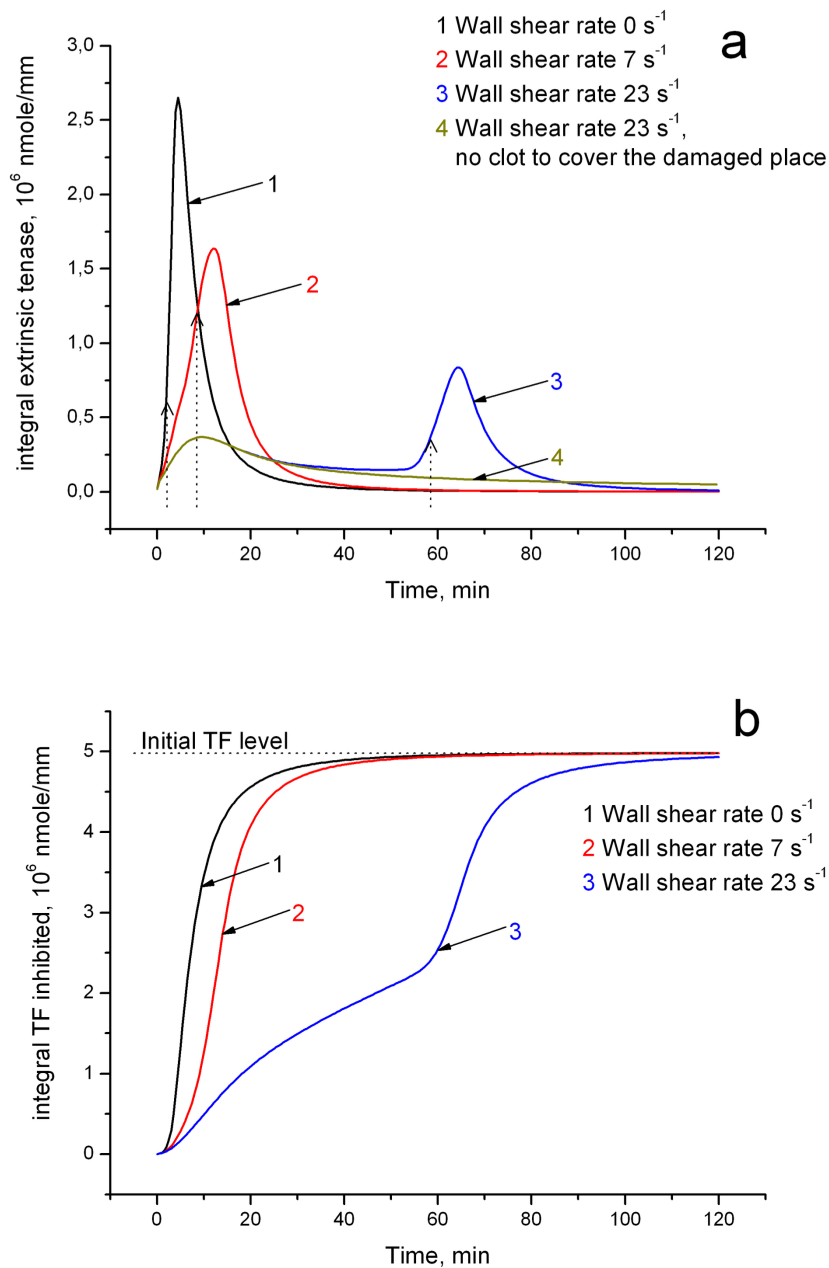 a
1 Wall shear rate 0 s⁻¹
2 Wall shear rate 7 s⁻¹
3 Wall shear rate 23 s⁻¹
4 Wall shear rate 23 s⁻¹,
no clot to cover the damaged place
integral extrinsic tenase, 10⁶ nmole/mm
3,0
2,5
2,0
1,5
1,0
0,5
0,0
1
2
3
4
0 20 40 60 80 100 120
Time, min
b
Initial TF level
1 Wall shear rate 0 s⁻¹
2 Wall shear rate 7 s⁻¹
3 Wall shear rate 23 s⁻¹
integral TF inhibited, 10⁶ nmole/mm
5
4
3
2
1
0
1
2
3
0 20 40 60 80 100 120
Time, min